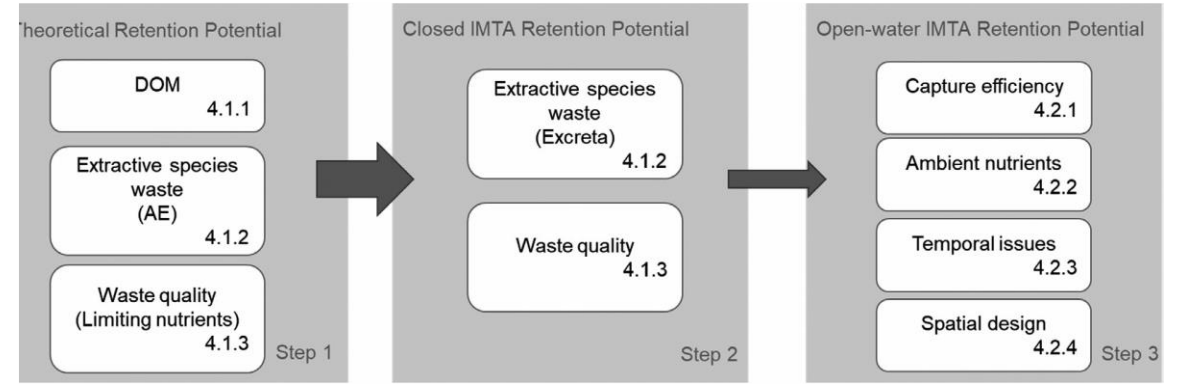 heoretical Retention Potential
DOM
4.1.1
Extractive species
waste
(AE)
4.1.2
Waste quality
(Limiting nutrients)
4.1.3
Step 1
Closed IMTA Retention Potential
Extractive species
waste
(Excreta)
4.1.2
Waste quality
4.1.3
Step 2
Open-water IMTA Retention Potential
Capture efficiency
4.2.1
Ambient nutrients
4.2.2
Temporal issues
4.2.3
Spatial design
4.2.4
Step 3